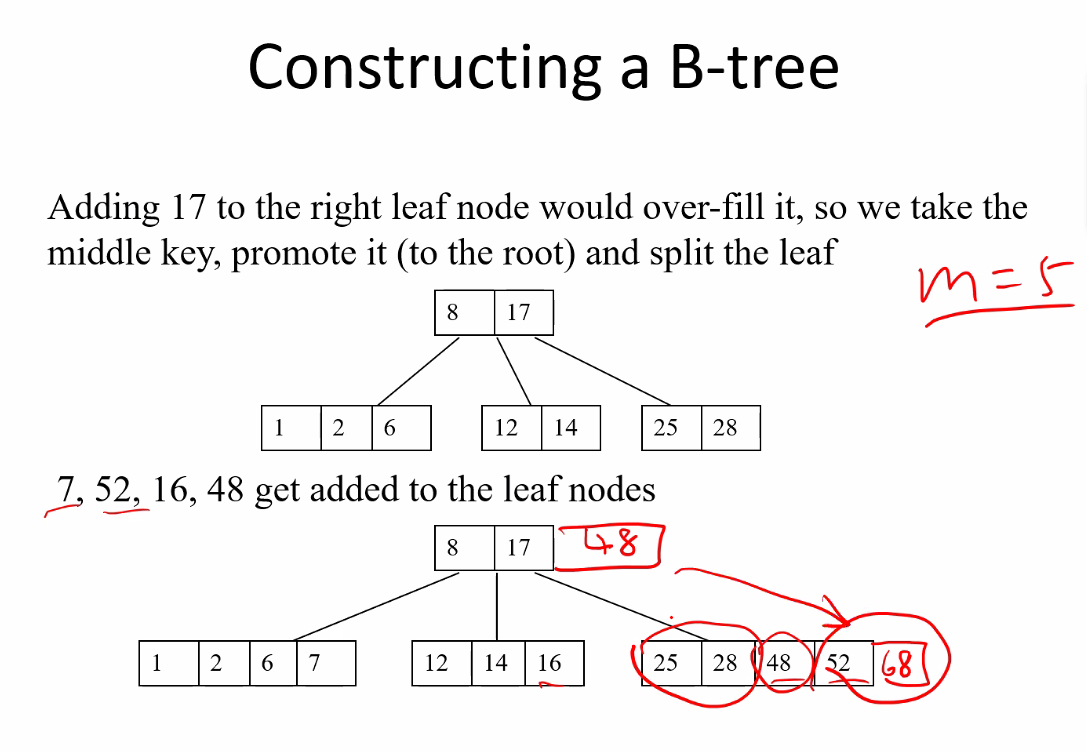 Constructing a B-tree
Adding 17 to the right leaf node would over-fill it, so we take the
middle key, promote it (to the root) and split the leaf
m = 5
8 17
1 2 6 12 14 25 28
7, 52, 16, 48 get added to the leaf nodes
8 17 48
1 2 6 7 12 14 16 25 28 48 52 68